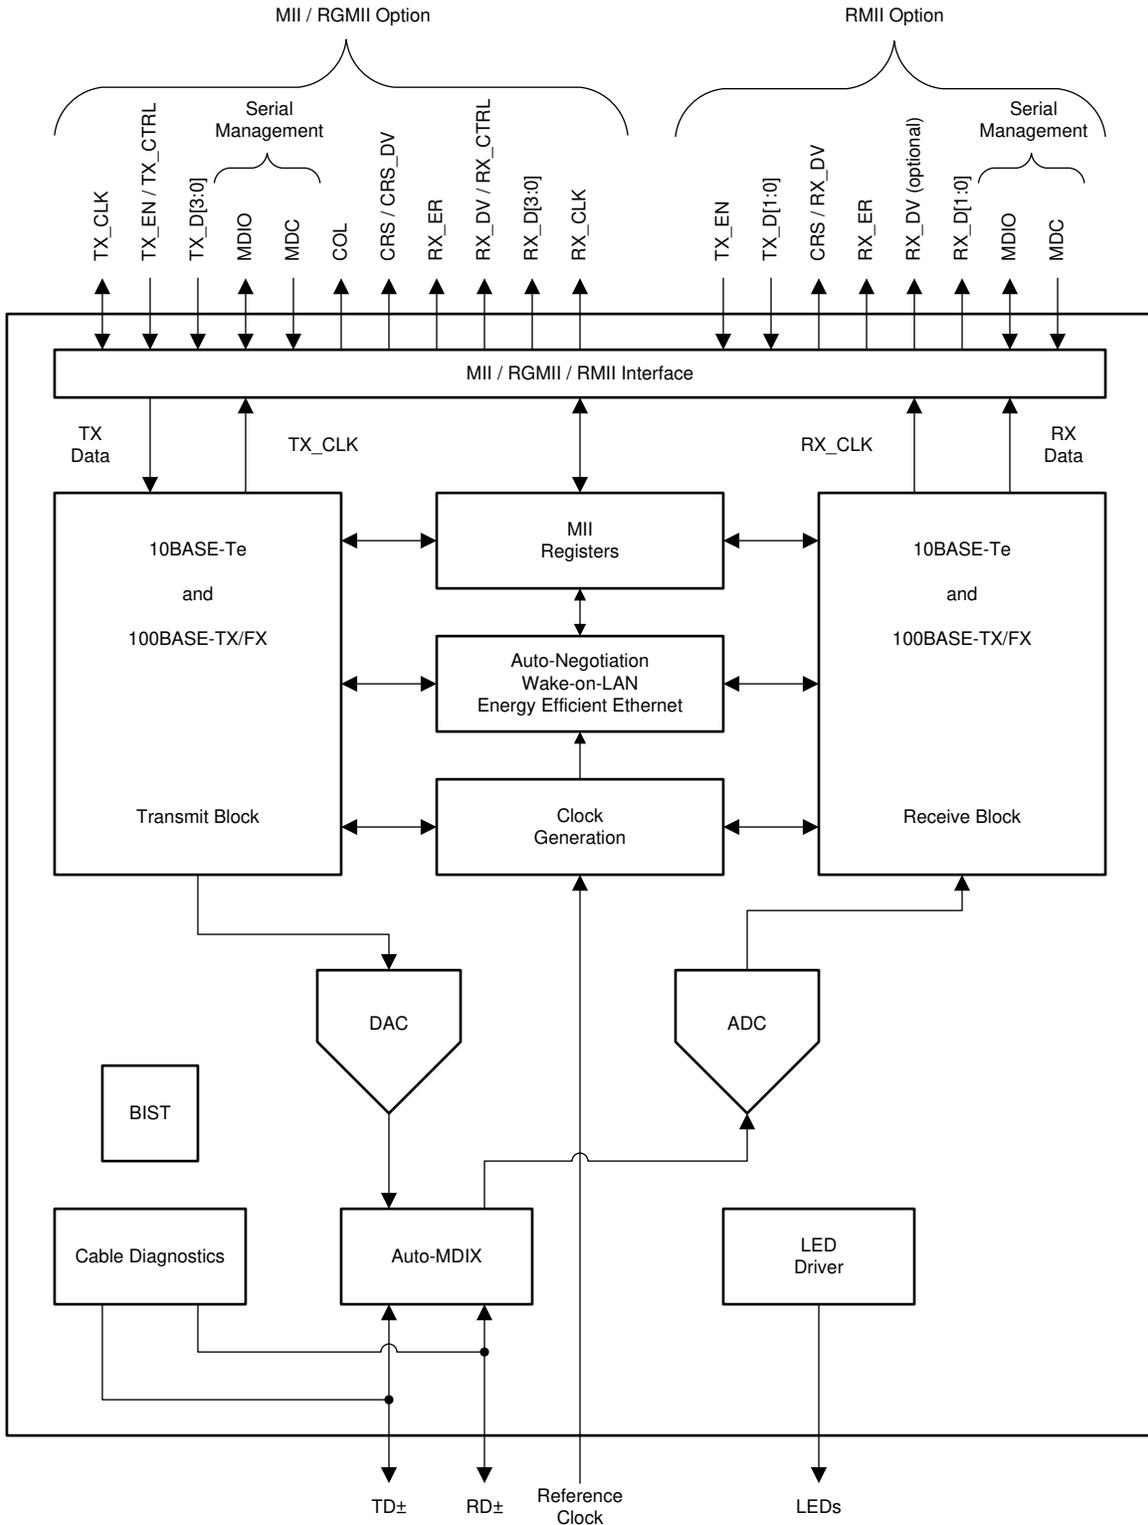 MII / RGMII Option
RMII Option
Serial
Management
Serial
Management
TX_CLK
TX_EN / TX_CTRL
TX_D[3:0]
MDIO
MDC
COL
CRS / CRS_DV
RX_ER
RX_DV / RX_CTRL
RX_D[3:0]
RX_CLK
TX_EN
TX_D[1:0]
CRS / RX_DV
RX_ER
RX_DV (optional)
RX_D[1:0]
MDIO
MDC
MII / RGMII / RMII Interface
TX
Data
TX_CLK
RX_CLK
RX
Data
10BASE-Te
and
100BASE-TX/FX
Transmit Block
MII
Registers
Auto-Negotiation
Wake-on-LAN
Energy Efficient Ethernet
Clock
Generation
10BASE-Te
and
100BASE-TX/FX
Receive Block
DAC
ADC
BIST
Cable Diagnostics
Auto-MDIX
LED
Driver
TD±
RD±
Reference
Clock
LEDs